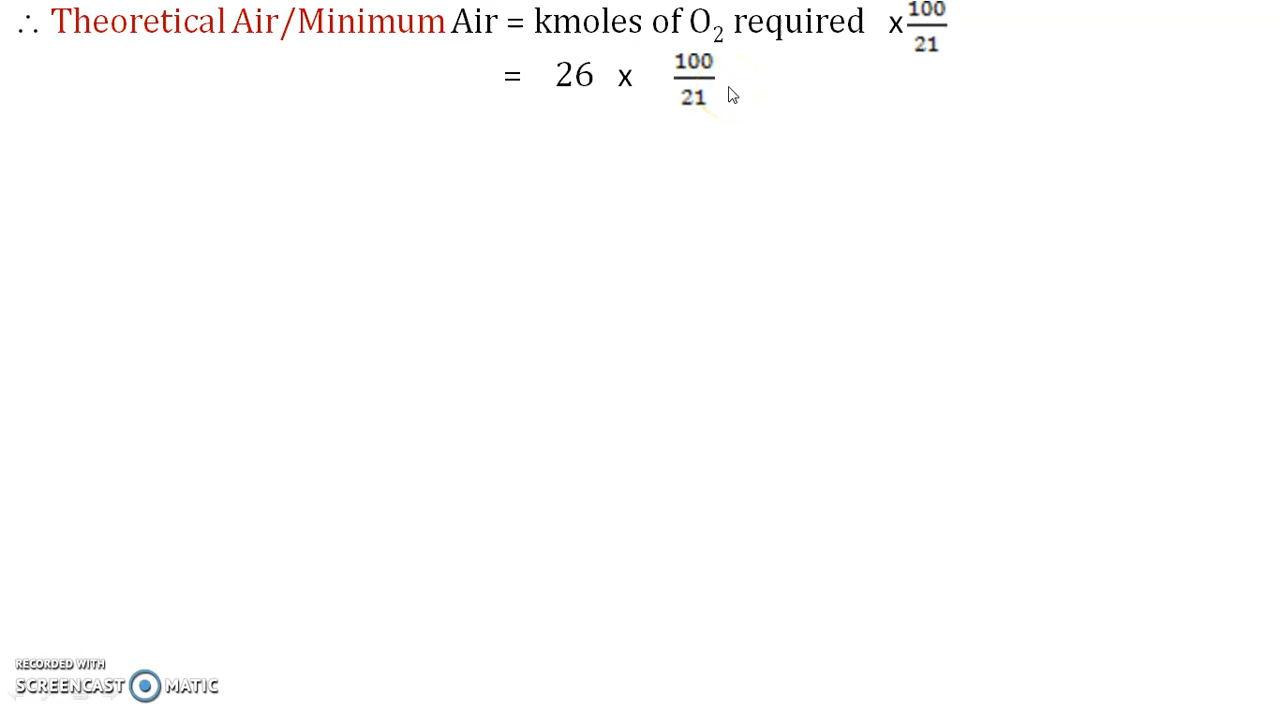 ∴ Theoretical Air/Minimum Air = kmoles of O₂ required x 100/21
= 26 x 100/21
RECORDED WITH
SCREENCAST MATIC